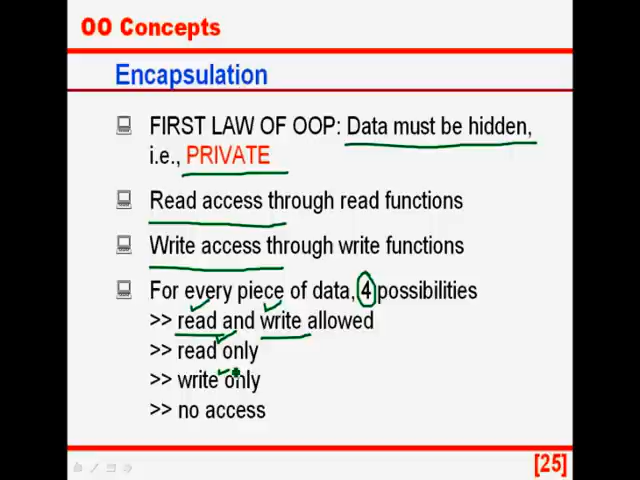 OO Concepts
Encapsulation
FIRST LAW OF OOP: Data must be hidden,
i.e., PRIVATE
Read access through read functions
Write access through write functions
For every piece of data, 4 possibilities
>> read and write allowed
>> read only
>> write only
>> no access
[25]